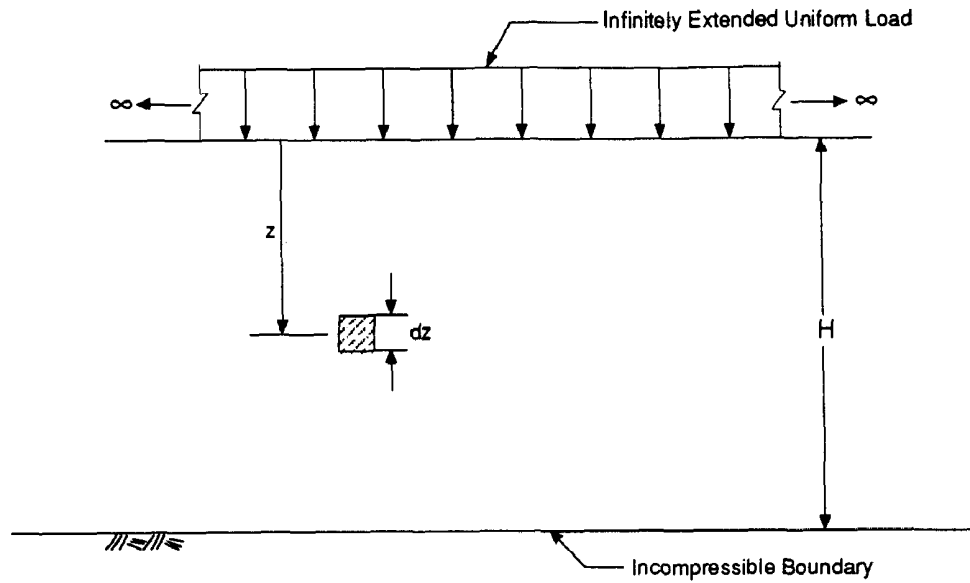 Infinitely Extended Uniform Load
∞
∞
z
dz
H
Incompressible Boundary